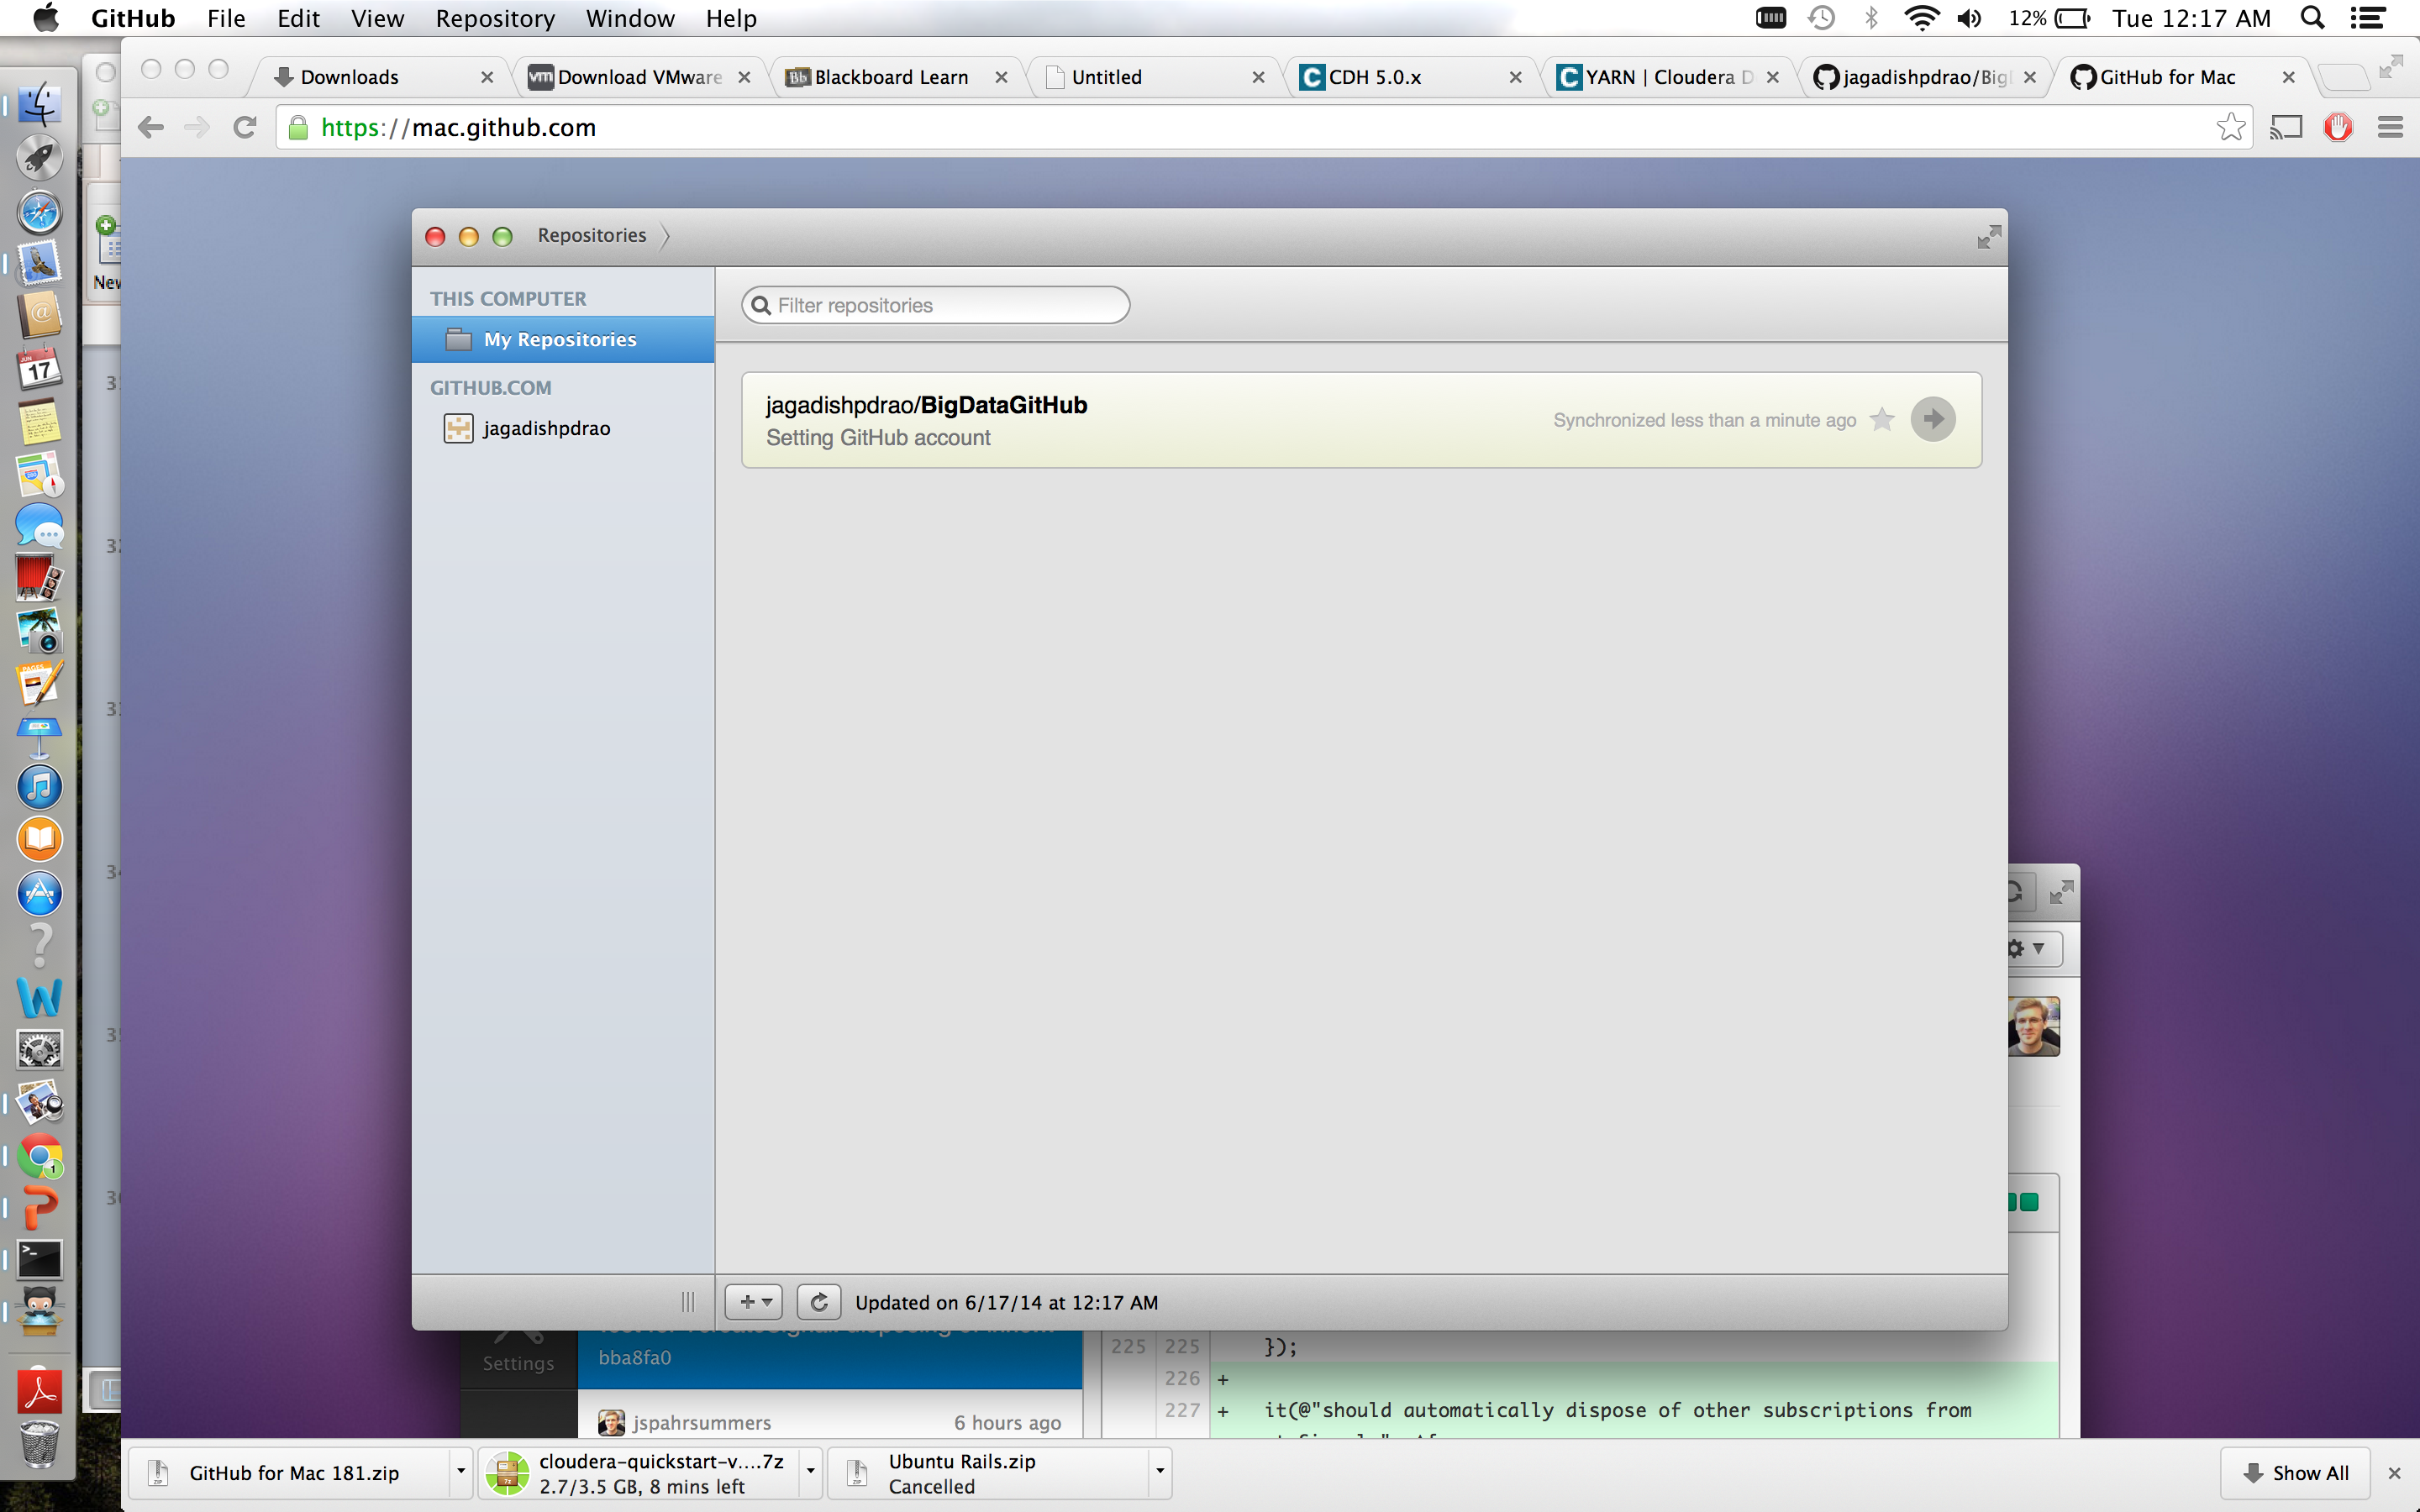 GitHub File Edit View Repository Window Help 12% Tue 12:17 AM
Downloads Download VMware Blackboard Learn Untitled CDH 5.0.x YARN | Cloudera D jagadishpdrao/Big GitHub for Mac
https://mac.github.com
Repositories
THIS COMPUTER
My Repositories
GITHUB.COM
jagadishpdrao
Filter repositories
jagadishpdrao/BigDataGitHub
Setting GitHub account
Synchronized less than a minute ago
Updated on 6/17/14 at 12:17 AM
JUN
17
PAGES
New
Settings
bba8fa0
jspahrsummers 6 hours ago
225 225 });
226 +
227 + it(@"should automatically dispose of other subscriptions from
GitHub for Mac 181.zip
cloudera-quickstart-v....7z
2.7/3.5 GB, 8 mins left
Ubuntu Rails.zip
Cancelled
Show All